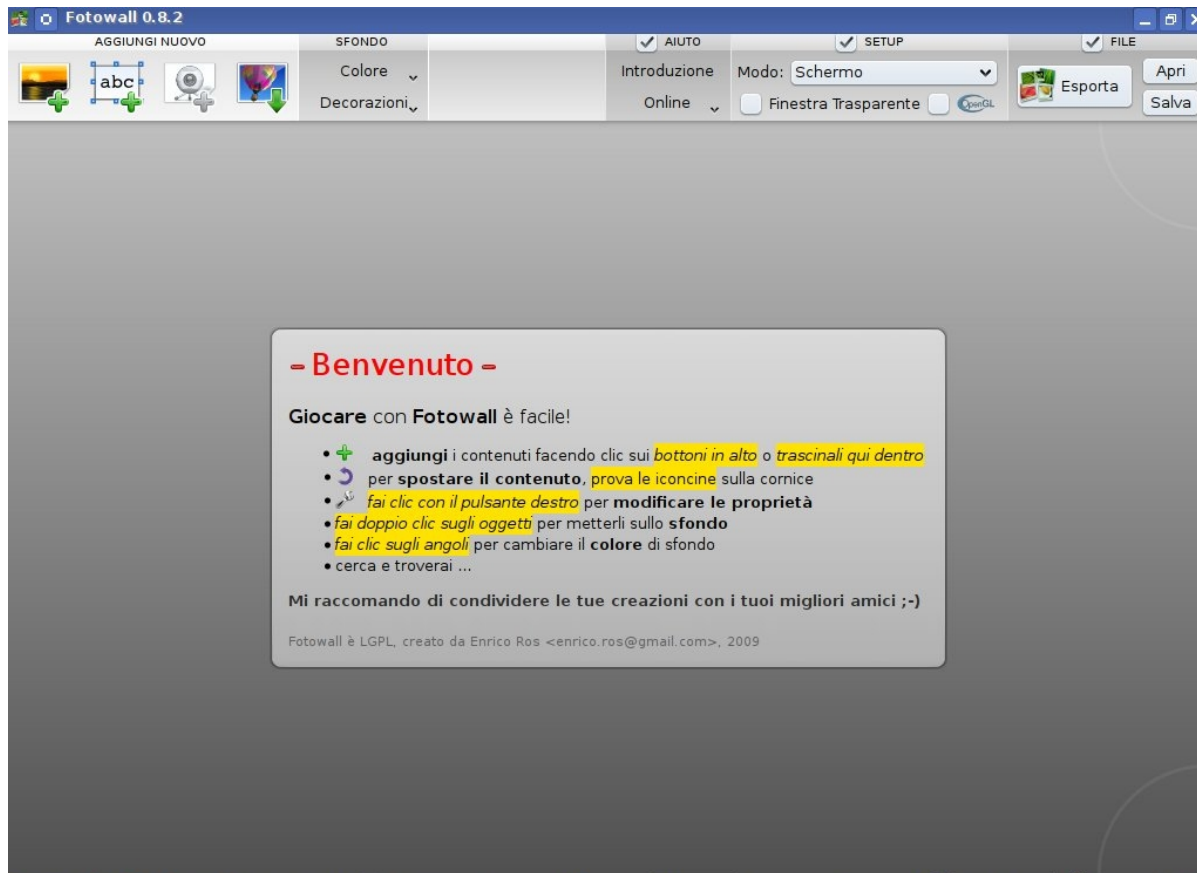 Fotowall 0.8.2
AGGIUNGI NUOVO
SFONDO
AIUTO
SETUP
FILE
abc
Colore
Decorazioni
Introduzione
Online
Modo: Schermo
Finestra Trasparente
OpenGL
Esporta
Apri
Salva
- Benvenuto -
Giocare con Fotowall è facile!
• aggiungi i contenuti facendo clic sui bottoni in alto o trascinali qui dentro
• per spostare il contenuto, prova le iconcine sulla cornice
• fai clic con il pulsante destro per modificare le proprietà
• fai doppio clic sugli oggetti per metterli sullo sfondo
• fai clic sugli angoli per cambiare il colore di sfondo
• cerca e troverai ...
Mi raccomando di condividere le tue creazioni con i tuoi migliori amici ;-)
Fotowall è LGPL, creato da Enrico Ros <enrico.ros@gmail.com>, 2009